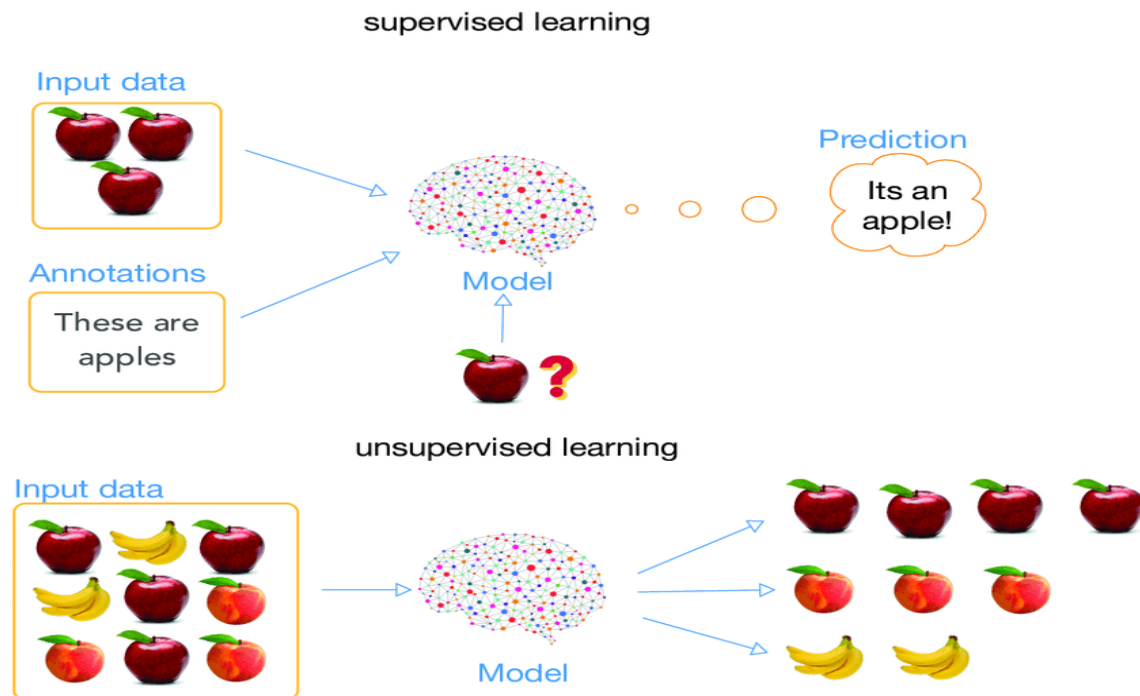 supervised learning
Input data
Prediction
Its an
apple!
Annotations
These are
apples
Model
?
unsupervised learning
Input data
Model